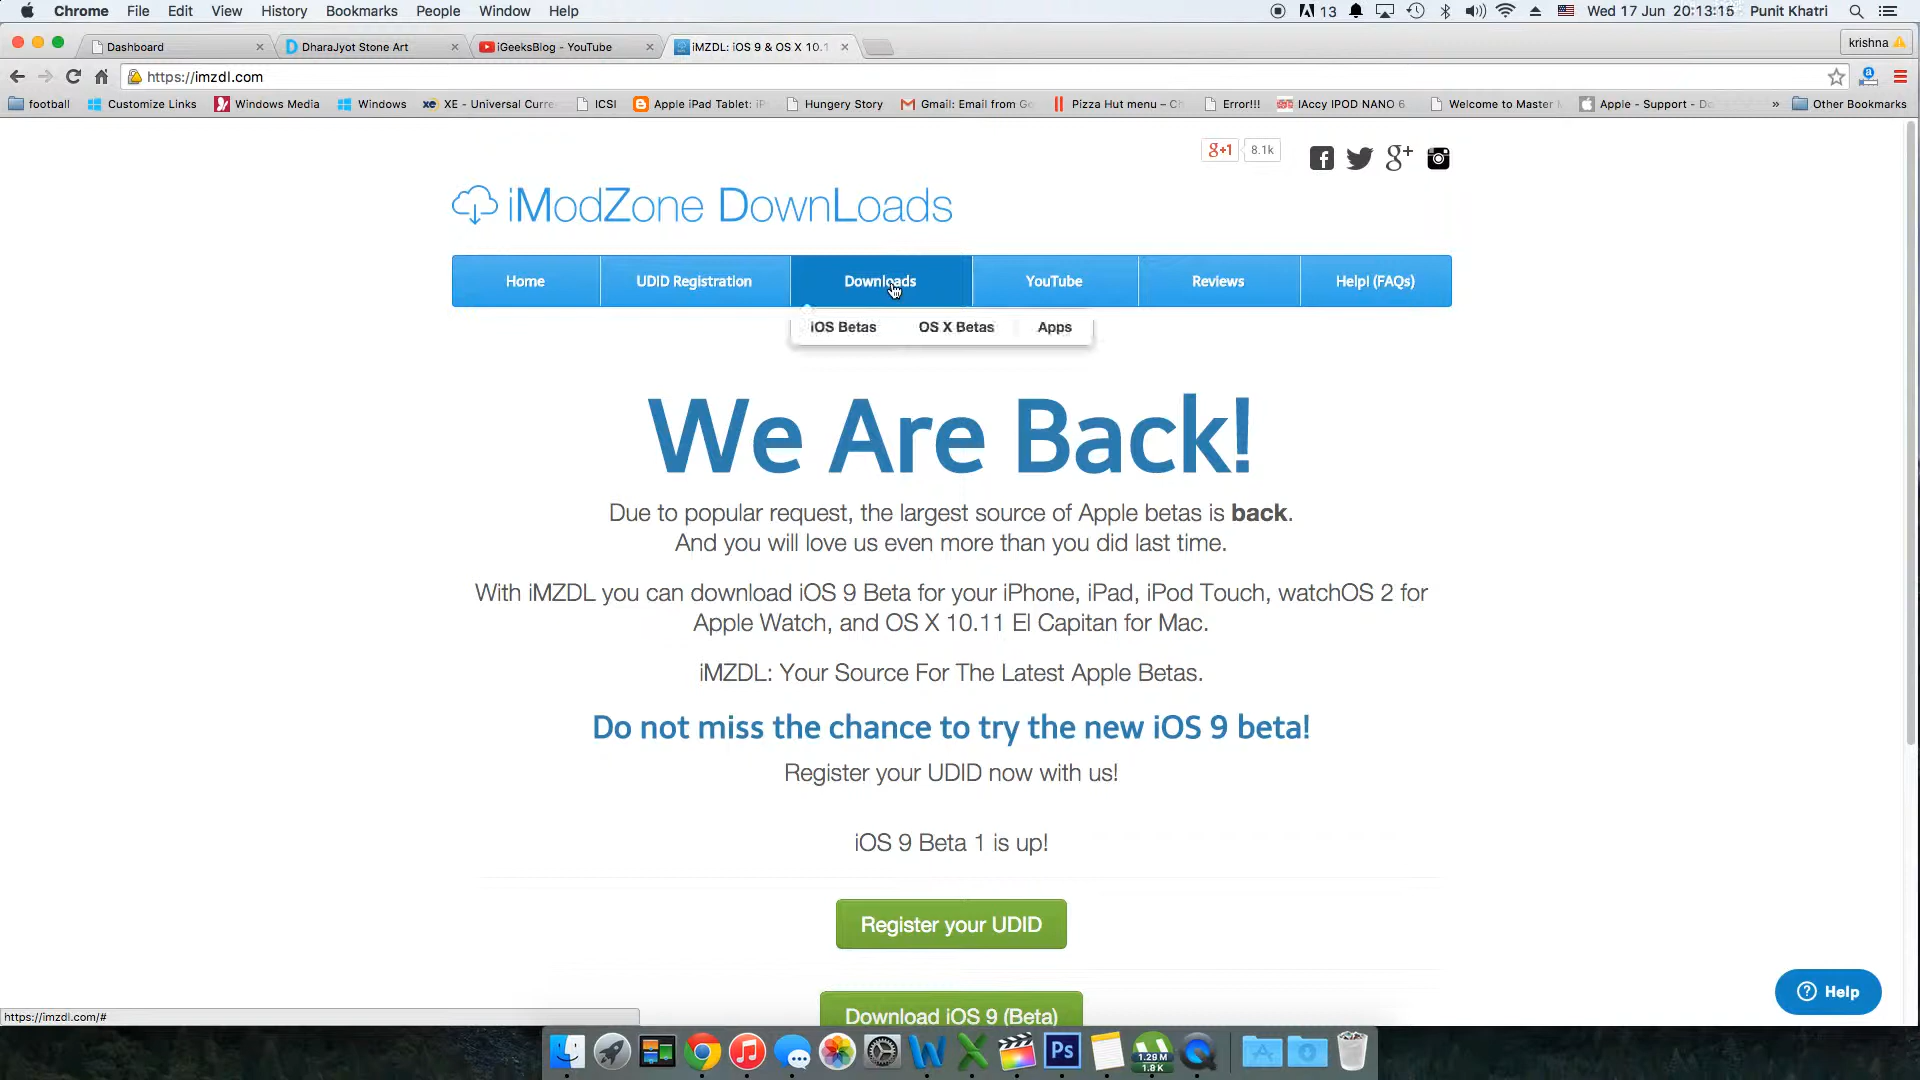 Chrome File Edit View History Bookmarks People Window Help 13 Wed 17 Jun 20:13:15 Punit Khatri
Dashboard DharaJyot Stone Art iGeeksBlog - YouTube iMZDL: iOS 9 & OS X 10.1 krishna
https://imzdl.com
football Customize Links Windows Media Windows XE - Universal Curre ICSI Apple iPad Tablet: iP Hungery Story Gmail: Email from Go Pizza Hut menu – Ch Error!!! IAccy IPOD NANO 6 Welcome to Master Apple - Support - Do » Other Bookmarks
g+1 8.1k
iModZone DownLoads
Home UDID Registration Downloads YouTube Reviews Help! (FAQs)
iOS Betas OS X Betas Apps
We Are Back!
Due to popular request, the largest source of Apple betas is back.
And you will love us even more than you did last time.
With iMZDL you can download iOS 9 Beta for your iPhone, iPad, iPod Touch, watchOS 2 for
Apple Watch, and OS X 10.11 El Capitan for Mac.
iMZDL: Your Source For The Latest Apple Betas.
Do not miss the chance to try the new iOS 9 beta!
Register your UDID now with us!
iOS 9 Beta 1 is up!
Register your UDID
Help
Download iOS 9 (Beta)
https://imzdl.com/#
Ps
1.29 M
1.8 K